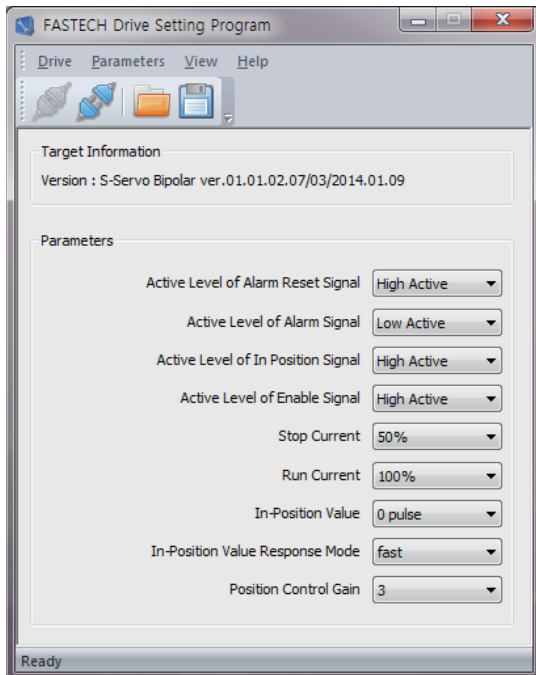 FASTECH Drive Setting Program
Drive Parameters View Help
Target Information
Version : S-Servo Bipolar ver.01.01.02.07/03/2014.01.09
Parameters
Active Level of Alarm Reset Signal High Active
Active Level of Alarm Signal Low Active
Active Level of In Position Signal High Active
Active Level of Enable Signal High Active
Stop Current 50%
Run Current 100%
In-Position Value 0 pulse
In-Position Value Response Mode fast
Position Control Gain 3
Ready